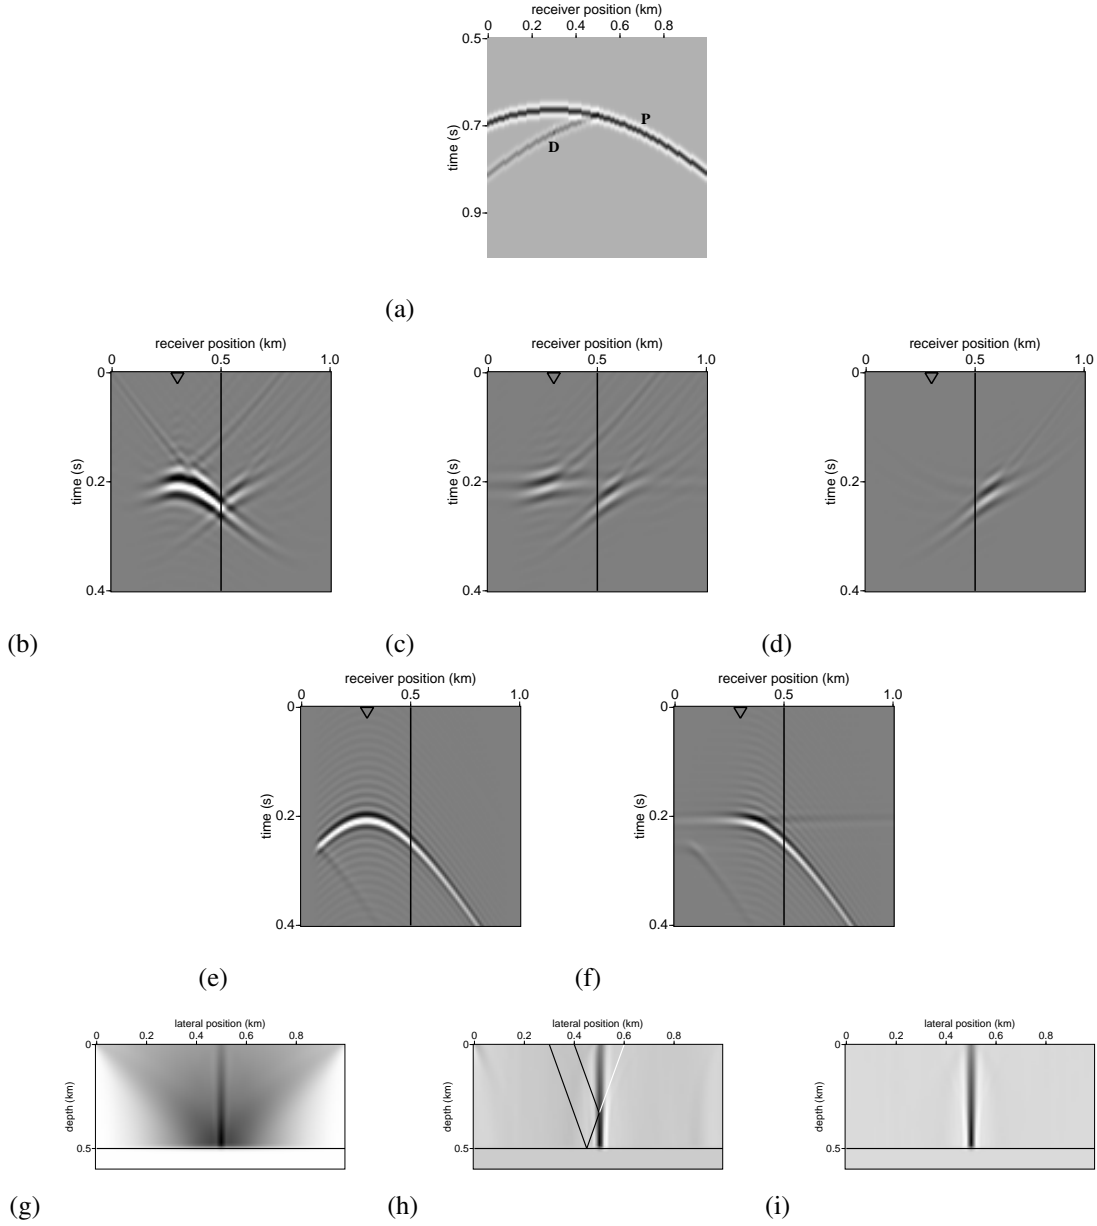 receiver position (km)
0 0.2 0.4 0.6 0.8
0.5
0.7
0.9
time (s)
P
D
(a)
receiver position (km)
0 0.5 1.0
0
0.2
0.4
time (s)
(b)
receiver position (km)
0 0.5 1.0
0
0.2
0.4
time (s)
(c)
receiver position (km)
0 0.5 1.0
0
0.2
0.4
time (s)
(d)
receiver position (km)
0 0.5 1.0
0
0.2
0.4
time (s)
(e)
receiver position (km)
0 0.5 1.0
0
0.2
0.4
time (s)
(f)
lateral position (km)
0 0.2 0.4 0.6 0.8
0
0.5
depth (km)
(g)
lateral position (km)
0 0.2 0.4 0.6 0.8
0
0.5
depth (km)
(h)
lateral position (km)
0 0.2 0.4 0.6 0.8
0
0.5
depth (km)
(i)